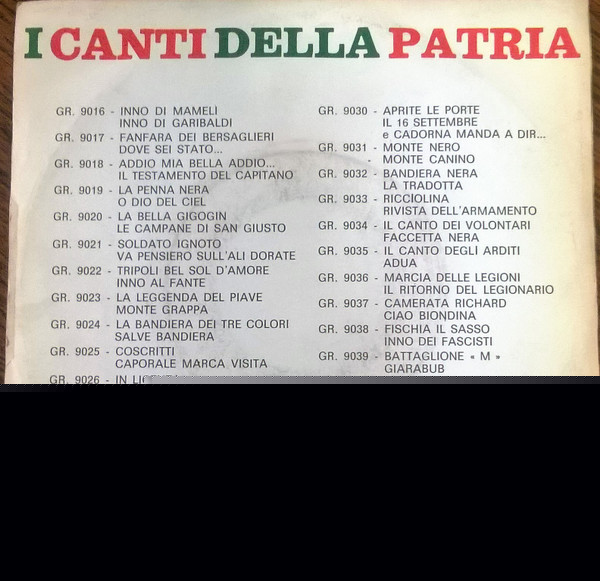 I CANTI DELLA PATRIA
GR. 9016 - INNO DI MAMELI
INNO DI GARIBALDI
GR. 9017 - FANFARA DEI BERSAGLIERI
DOVE SEI STATO...
GR. 9018 - ADDIO MIA BELLA ADDIO...
IL TESTAMENTO DEL CAPITANO
GR. 9019 - LA PENNA NERA
O DIO DEL CIEL
GR. 9020 - LA BELLA GIGOGIN
LE CAMPANE DI SAN GIUSTO
GR. 9021 - SOLDATO IGNOTO
VA PENSIERO SULL'ALI DORATE
GR. 9022 - TRIPOLI BEL SOL D'AMORE
INNO AL FANTE
GR. 9023 - LA LEGGENDA DEL PIAVE
MONTE GRAPPA
GR. 9024 - LA BANDIERA DEI TRE COLORI
SALVE BANDIERA
GR. 9025 - COSCRITTI
CAPORALE MARCA VISITA
GR. 9026 - IN
GR. 9030 - APRITE LE PORTE
IL 16 SETTEMBRE
e CADORNA MANDA A DIR...
GR. 9031 - MONTE NERO
- MONTE CANINO
GR. 9032 - BANDIERA NERA
LA TRADOTTA
GR. 9033 - RICCIOLINA
RIVISTA DELL'ARMAMENTO
GR. 9034 - IL CANTO DEI VOLONTARI
FACCETTA NERA
GR. 9035 - IL CANTO DEGLI ARDITI
ADUA
GR. 9036 - MARCIA DELLE LEGIONI
IL RITORNO DEL LEGIONARIO
GR. 9037 - CAMERATA RICHARD
CIAO BIONDINA
GR. 9038 - FISCHIA IL SASSO
INNO DEI FASCISTI
GR. 9039 - BATTAGLIONE « M »
GIARABUB